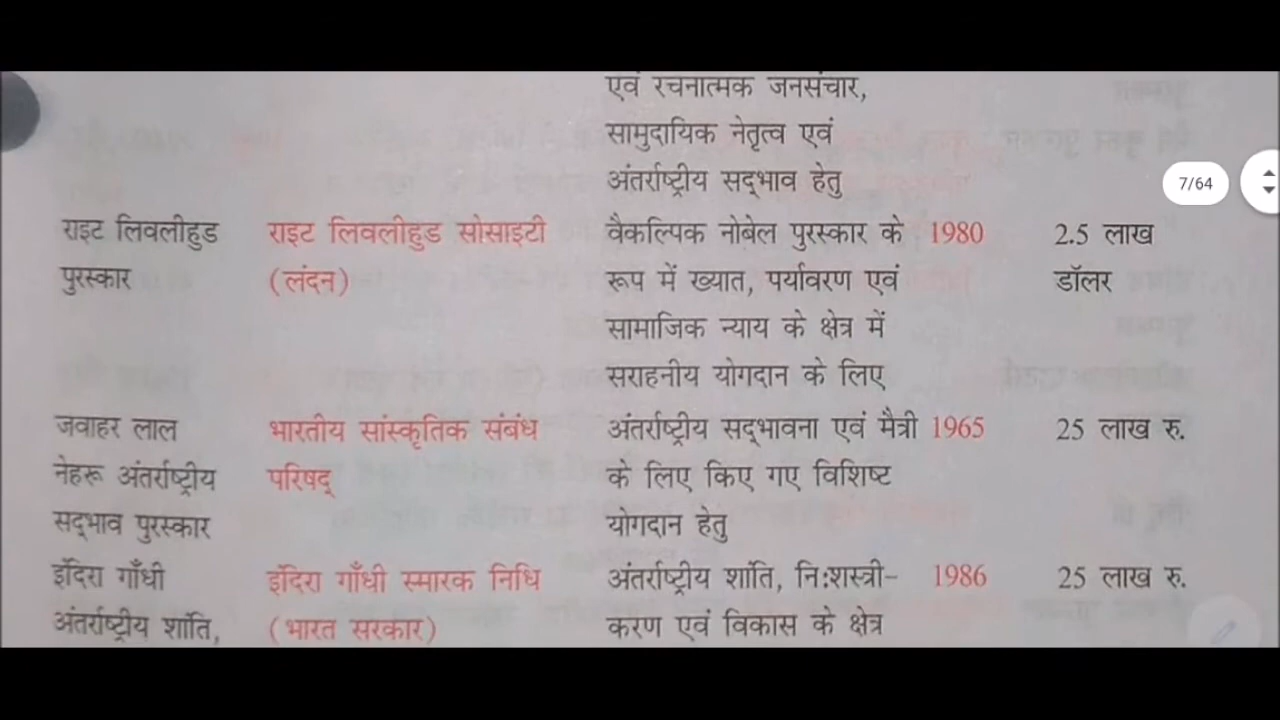 एवं रचनात्मक जनसंचार,
सामुदायिक नेतृत्व एवं
अंतर्राष्ट्रीय सद्‌भाव हेतु
7/64
राइट लिवलीहुड राइट लिवलीहुड सोसाइटी वैकल्पिक नोबेल पुरस्कार के 1980 2.5 लाख
पुरस्कार (लंदन) रूप में ख्यात, पर्यावरण एवं डॉलर
सामाजिक न्याय के क्षेत्र में
सराहनीय योगदान के लिए
जवाहर लाल भारतीय सांस्कृतिक संबंध अंतर्राष्ट्रीय सद्‌भावना एवं मैत्री 1965 25 लाख रु.
नेहरू अंतर्राष्ट्रीय परिषद् के लिए किए गए विशिष्ट
सद्‌भाव पुरस्कार योगदान हेतु
इंदिरा गाँधी इंदिरा गाँधी स्मारक निधि अंतर्राष्ट्रीय शांति, नि:शस्त्री- 1986 25 लाख रु.
अंतर्राष्ट्रीय शांति, (भारत सरकार) करण एवं विकास के क्षेत्र